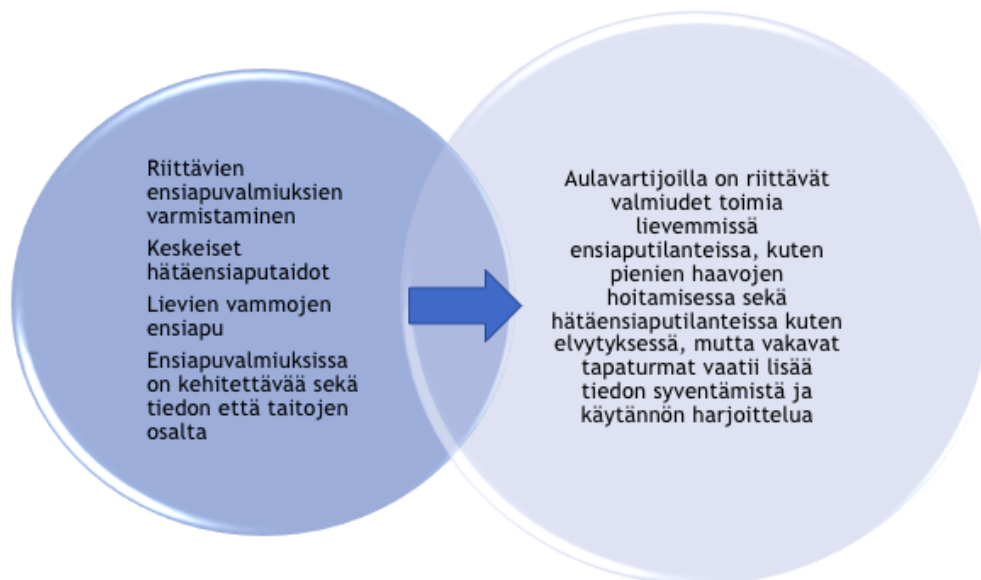 Riittävien
ensiapuvalmiuksien
varmistaminen
Keskeiset
hätäensiaputaidot
Lievien vammojen
ensiapu
Ensiapuvalmiuksissa
on kehitettävää sekä
tiedon että taitojen
osalta
Aulavartijoilla on riittävät
valmiudet toimia
lievemmissä
ensiaputilanteissa, kuten
pienien haavojen
hoitamisessa sekä
hätäensiaputilanteissa kuten
elvytyksessä, mutta vakavat
tapaturmat vaatii lisää
tiedon syventämistä ja
käytännön harjoittelua